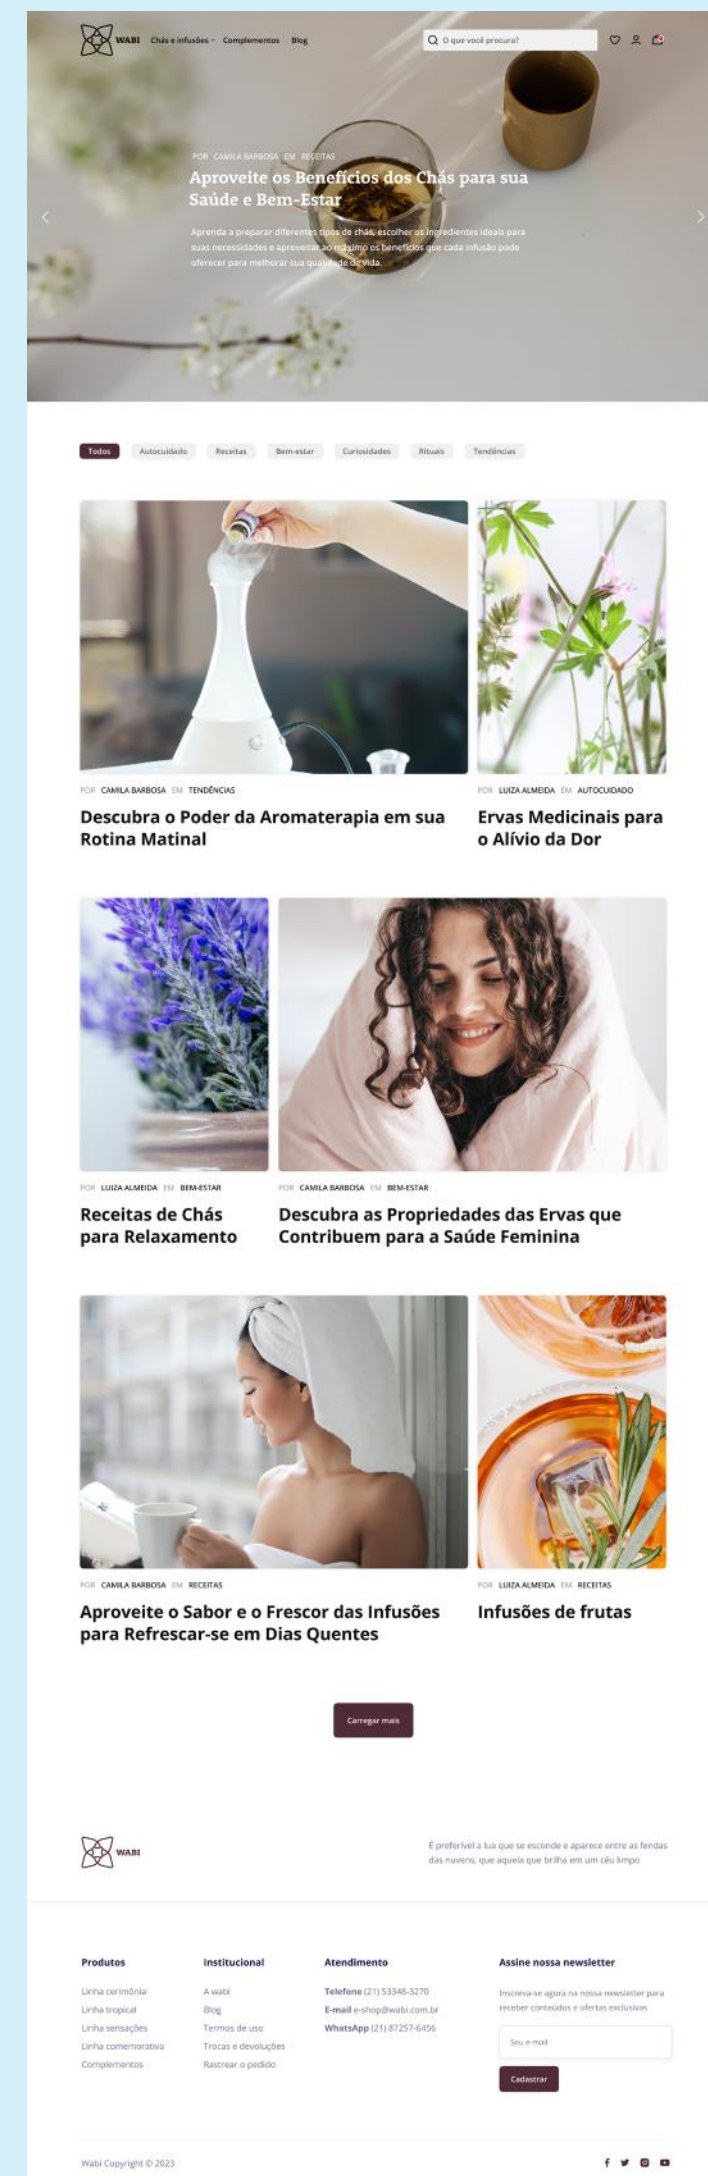 WABI Chás e infusões Complementos Blog
O que você procura?
POR CAMILA BARBOSA EM RECEITAS
Aproveite os Benefícios dos Chás para sua
Saúde e Bem-Estar
Aprenda a preparar diferentes tipos de chás, escolher os ingredientes ideais para
suas necessidades e aproveitar ao máximo os benefícios que cada infusão pode
oferecer para melhorar sua qualidade de vida.
Todos Autocuidado Receitas Bem-estar Curiosidades Rituais Tendências
POR CAMILA BARBOSA EM TENDÊNCIAS
Descubra o Poder da Aromaterapia em sua
Rotina Matinal
POR LUIZA ALMEIDA EM AUTOCUIDADO
Ervas Medicinais para
o Alívio da Dor
POR LUIZA ALMEIDA EM BEM-ESTAR
Receitas de Chás
para Relaxamento
POR CAMILA BARBOSA EM BEM-ESTAR
Descubra as Propriedades das Ervas que
Contribuem para a Saúde Feminina
POR CAMILA BARBOSA EM RECEITAS
Aproveite o Sabor e o Frescor das Infusões
para Refrescar-se em Dias Quentes
POR LUIZA ALMEIDA EM RECEITAS
Infusões de frutas
Carregar mais
WABI
É preferível a lua que se esconde e aparece entre as fendas
das nuvens, que aquela que brilha em um céu limpo
Produtos
Linha cerimônia
Linha tropical
Linha sensações
Linha comemorativa
Complementos
Institucional
A wabi
Blog
Termos de uso
Trocas e devoluções
Rastrear o pedido
Atendimento
Telefone (21) 53348-3270
E-mail e-shop@wabi.com.br
WhatsApp (21) 87257-6456
Assine nossa newsletter
Inscreva-se agora na nossa newsletter para
receber conteúdos e ofertas exclusivos.
Seu e-mail
Cadastrar
Wabi Copyright © 2023